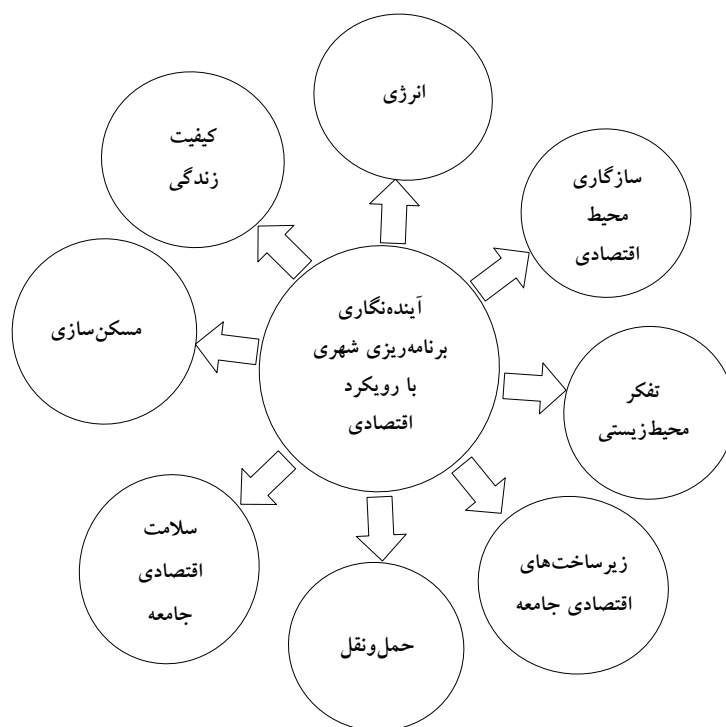 انرژی
سازگاری
محیط
اقتصادی
تفکر
محیط‌زیستی
زیرساخت‌های
اقتصادی جامعه
حمل‌ونقل
سلامت
اقتصادی
جامعه
مسکن‌سازی
کیفیت
زندگی
آینده‌نگاری
برنامه‌ریزی شهری
با رویکرد
اقتصادی